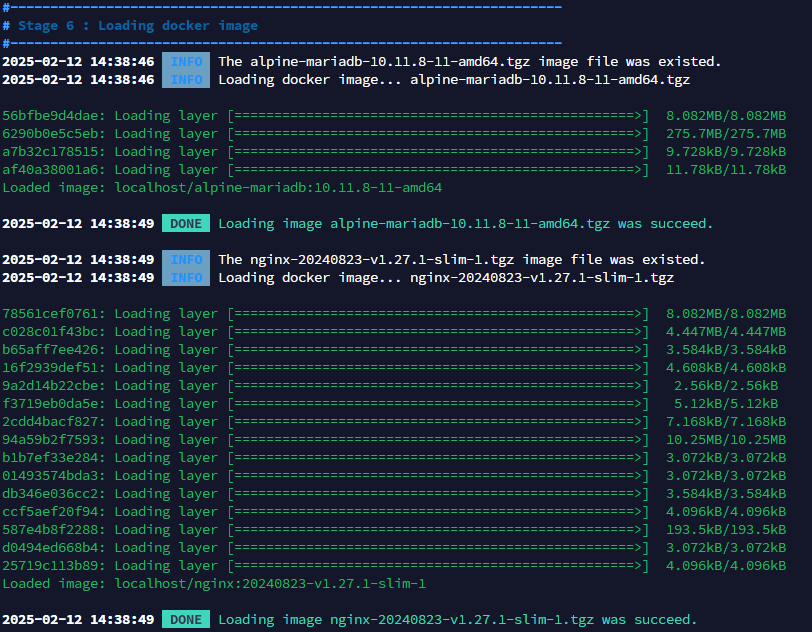 #---------------------------------------------------------------------
# Stage 6 : Loading docker image
#---------------------------------------------------------------------
2025-02-12 14:38:46 INFO The alpine-mariadb-10.11.8-11-amd64.tgz image file was existed.
2025-02-12 14:38:46 INFO Loading docker image... alpine-mariadb-10.11.8-11-amd64.tgz
56bfbe9d4dae: Loading layer [==================================================>] 8.082MB/8.082MB
6290b0e5c5eb: Loading layer [==================================================>] 275.7MB/275.7MB
a7b32c178515: Loading layer [==================================================>] 9.728kB/9.728kB
af40a38001a6: Loading layer [==================================================>] 11.78kB/11.78kB
Loaded image: localhost/alpine-mariadb:10.11.8-11-amd64
2025-02-12 14:38:49 DONE Loading image alpine-mariadb-10.11.8-11-amd64.tgz was succeed.
2025-02-12 14:38:49 INFO The nginx-20240823-v1.27.1-slim-1.tgz image file was existed.
2025-02-12 14:38:49 INFO Loading docker image... nginx-20240823-v1.27.1-slim-1.tgz
78561cef0761: Loading layer [==================================================>] 8.082MB/8.082MB
c028c01f43bc: Loading layer [==================================================>] 4.447MB/4.447MB
b65aff7ee426: Loading layer [==================================================>] 3.584kB/3.584kB
16f2939def51: Loading layer [==================================================>] 4.608kB/4.608kB
9a2d14b22cbe: Loading layer [==================================================>] 2.56kB/2.56kB
f3719eb0da5e: Loading layer [==================================================>] 5.12kB/5.12kB
2cdd4bacf827: Loading layer [==================================================>] 7.168kB/7.168kB
94a59b2f7593: Loading layer [==================================================>] 10.25MB/10.25MB
b1b7ef33e284: Loading layer [==================================================>] 3.072kB/3.072kB
01493574bda3: Loading layer [==================================================>] 3.072kB/3.072kB
db346e036cc2: Loading layer [==================================================>] 3.584kB/3.584kB
ccf5aef20f94: Loading layer [==================================================>] 4.096kB/4.096kB
587e4b8f2288: Loading layer [==================================================>] 193.5kB/193.5kB
d0494ed668b4: Loading layer [==================================================>] 3.072kB/3.072kB
25719c113b89: Loading layer [==================================================>] 4.096kB/4.096kB
Loaded image: localhost/nginx:20240823-v1.27.1-slim-1
2025-02-12 14:38:49 DONE Loading image nginx-20240823-v1.27.1-slim-1.tgz was succeed.